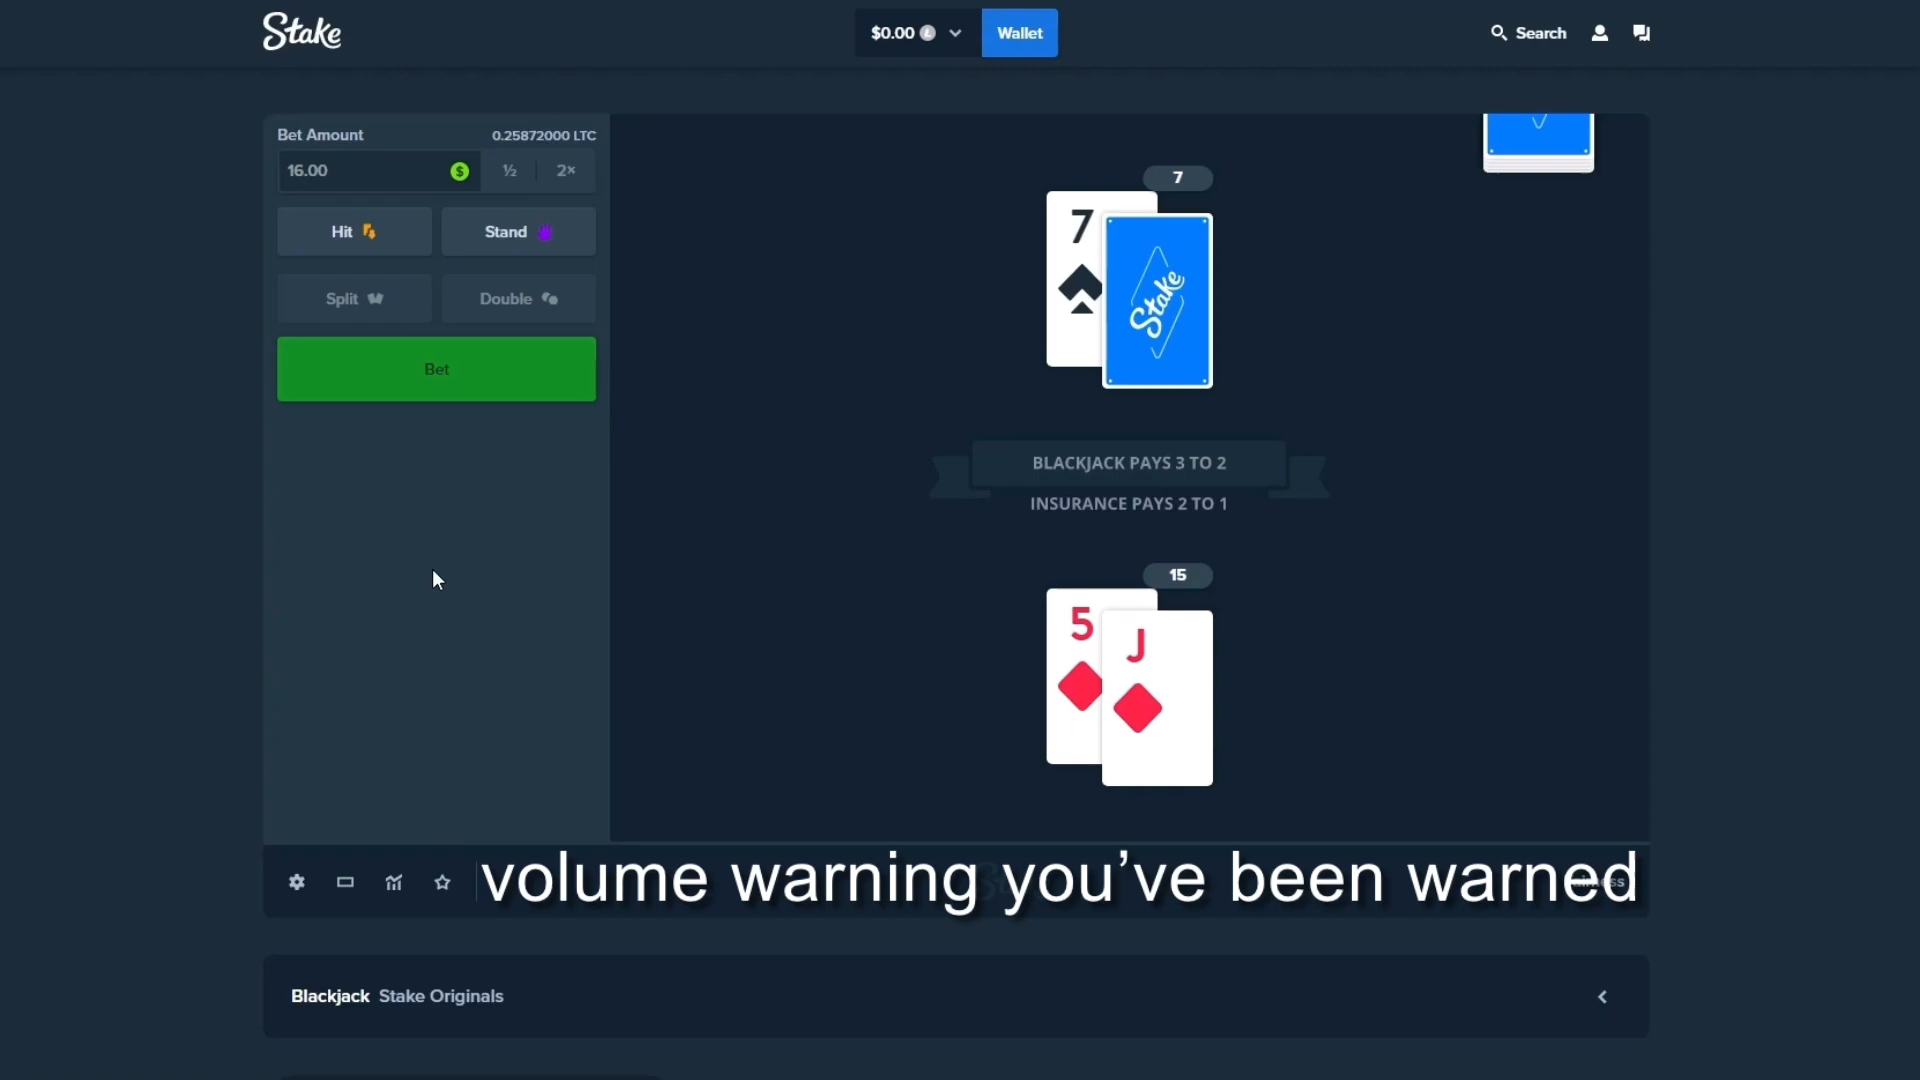 Stake
$0.00
Wallet
Search
Bet Amount
0.25872000 LTC
16.00
$
½
2×
Hit
Stand
Split
Double
Bet
7
7
Stake
BLACKJACK PAYS 3 TO 2
INSURANCE PAYS 2 TO 1
15
5
J
volume warning you've been warned
Blackjack Stake Originals